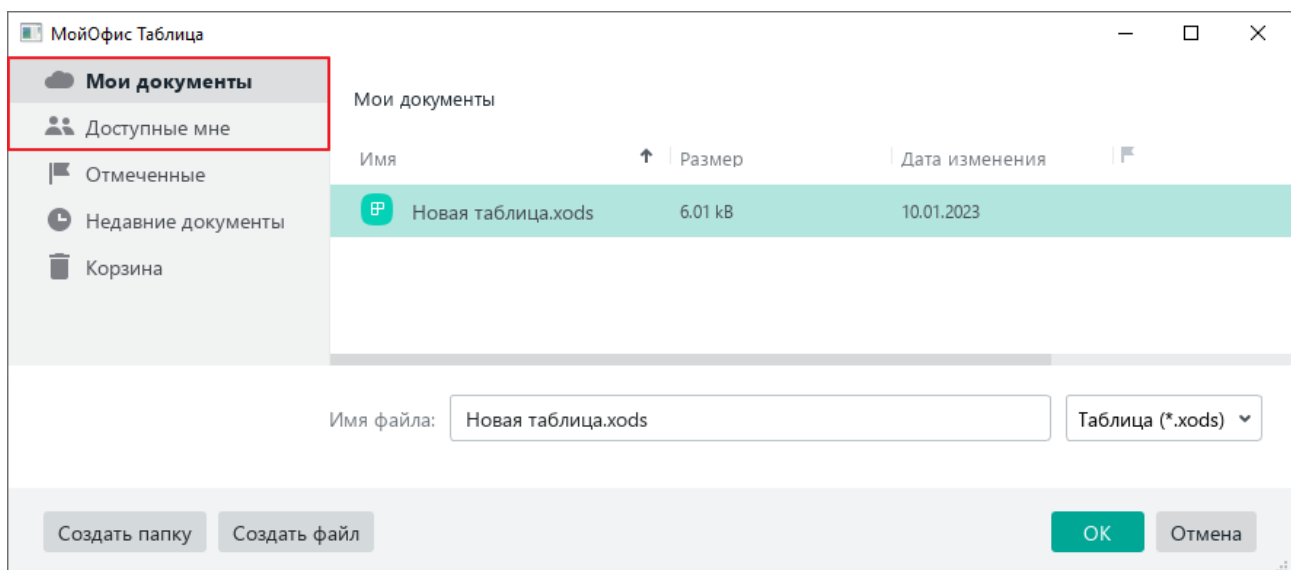 МойОфис Таблица
Мои документы
Доступные мне
Отмеченные
Недавние документы
Корзина
Мои документы
Имя Размер Дата изменения
Новая таблица.xods 6.01 kB 10.01.2023
Имя файла: Новая таблица.xods Таблица (*.xods)
Создать папку Создать файл OK Отмена